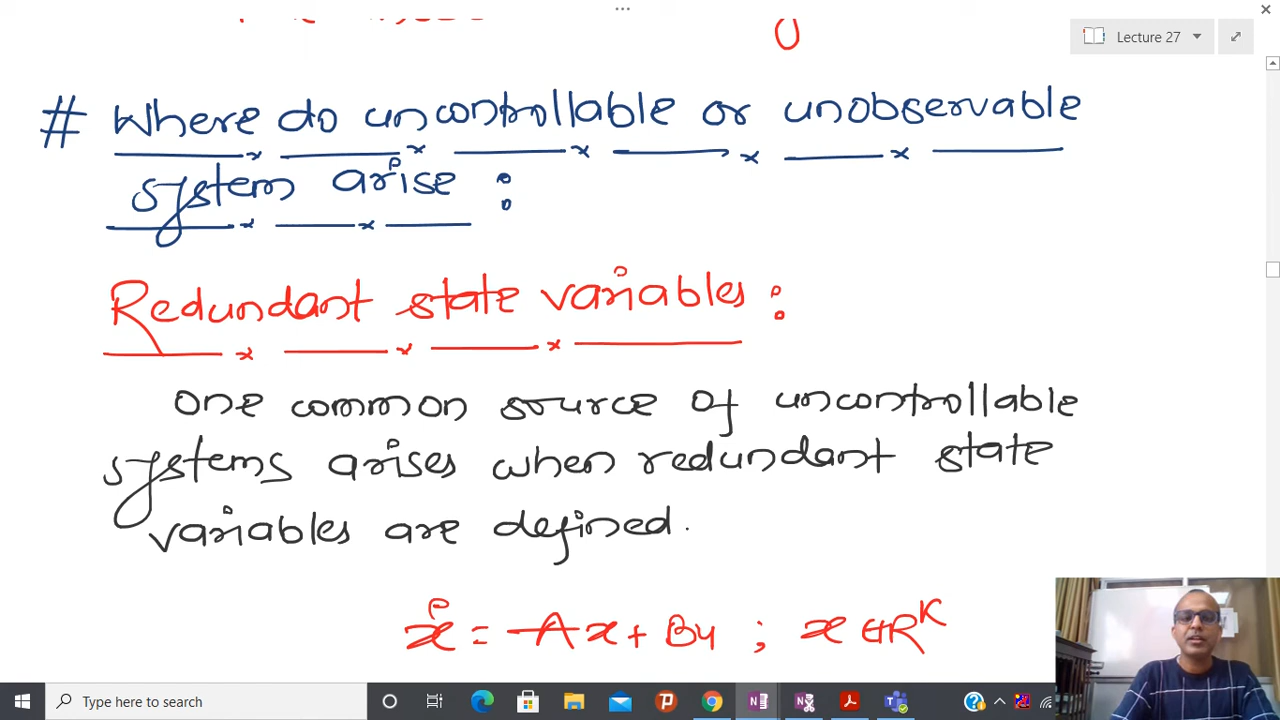 Lecture 27
# Where do uncontrollable or unobservable
system arise :
Redundant state variables :
One common source of uncontrollable
systems arises when redundant state
variables are defined.
ẋ = Ax + Bu ; x ∈ R^K
Type here to search